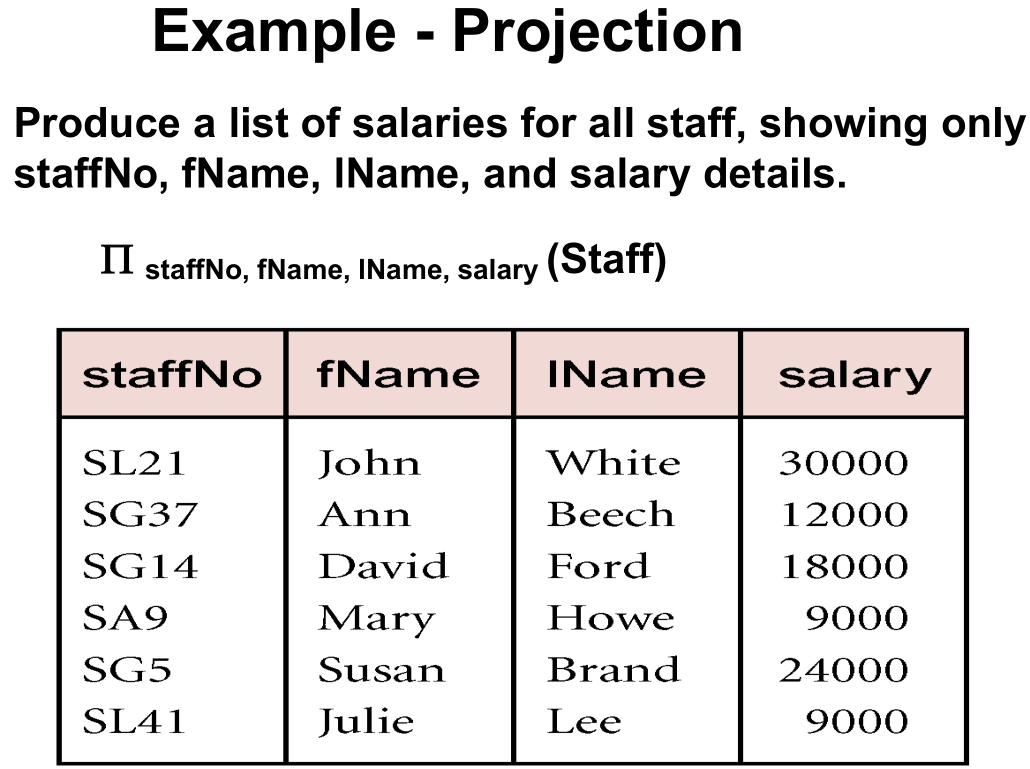 Example - Projection
Produce a list of salaries for all staff, showing only
staffNo, fName, lName, and salary details.
Π staffNo, fName, lName, salary (Staff)
staffNo fName lName salary
SL21 John White 30000
SG37 Ann Beech 12000
SG14 David Ford 18000
SA9 Mary Howe 9000
SG5 Susan Brand 24000
SL41 Julie Lee 9000